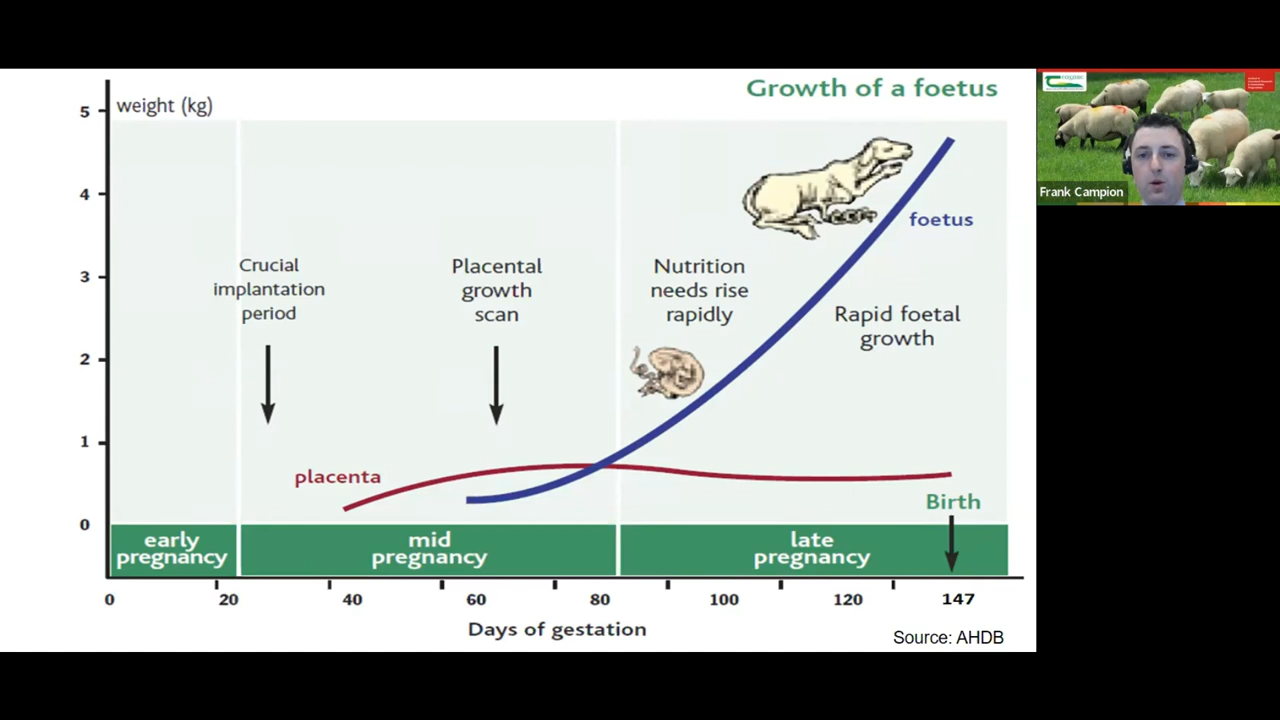 Growth of a foetus
weight (kg)
5
4
3
2
1
0
Crucial
implantation
period
Placental
growth
scan
Nutrition
needs rise
rapidly
foetus
Rapid foetal
growth
placenta
Birth
early
pregnancy
mid
pregnancy
late
pregnancy
0 20 40 60 80 100 120 147
Days of gestation
Source: AHDB
Frank Campion